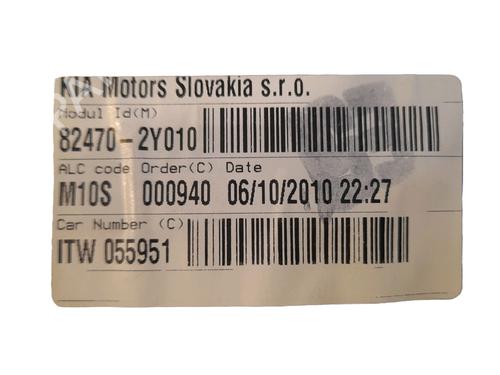 KIA Motors Slovakia s.r.o.
Modul Id(M)
82470-2Y010
ALC code Order(C) Date
M10S 000940 06/10/2010 22:27
Car Number (C)
ITW 055951